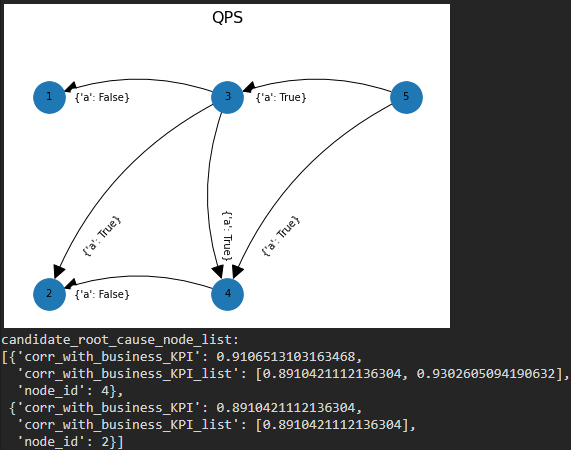 QPS
1
{'a': False}
3
{'a': True}
5
{'a': True}
{'a': True}
{'a': True}
2
{'a': False}
4
candidate_root_cause_node_list:
[{'corr_with_business_KPI': 0.9106513103163468,
  'corr_with_business_KPI_list': [0.8910421112136304, 0.9302605094190632],
  'node_id': 4},
 {'corr_with_business_KPI': 0.8910421112136304,
  'corr_with_business_KPI_list': [0.8910421112136304],
  'node_id': 2}]